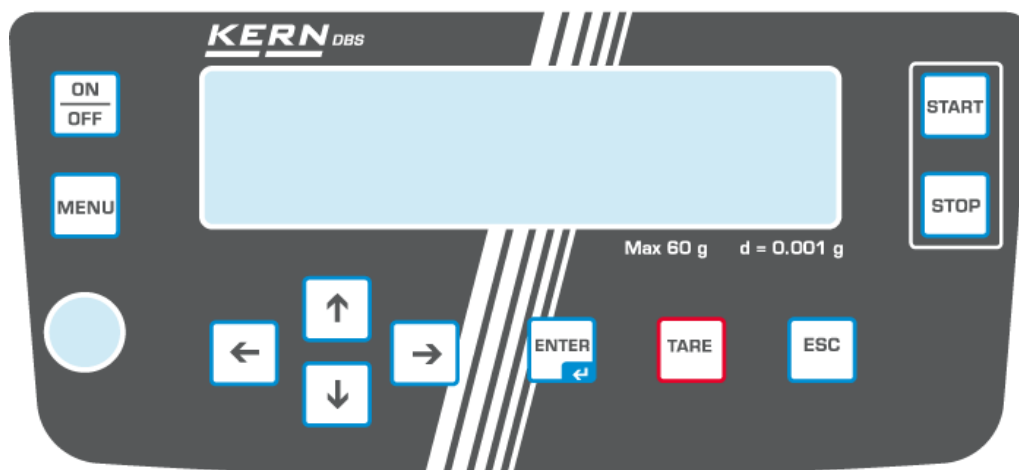 KERN DBS
ON
OFF
START
MENU
STOP
Max 60 g d = 0.001 g
ENTER
TARE
ESC